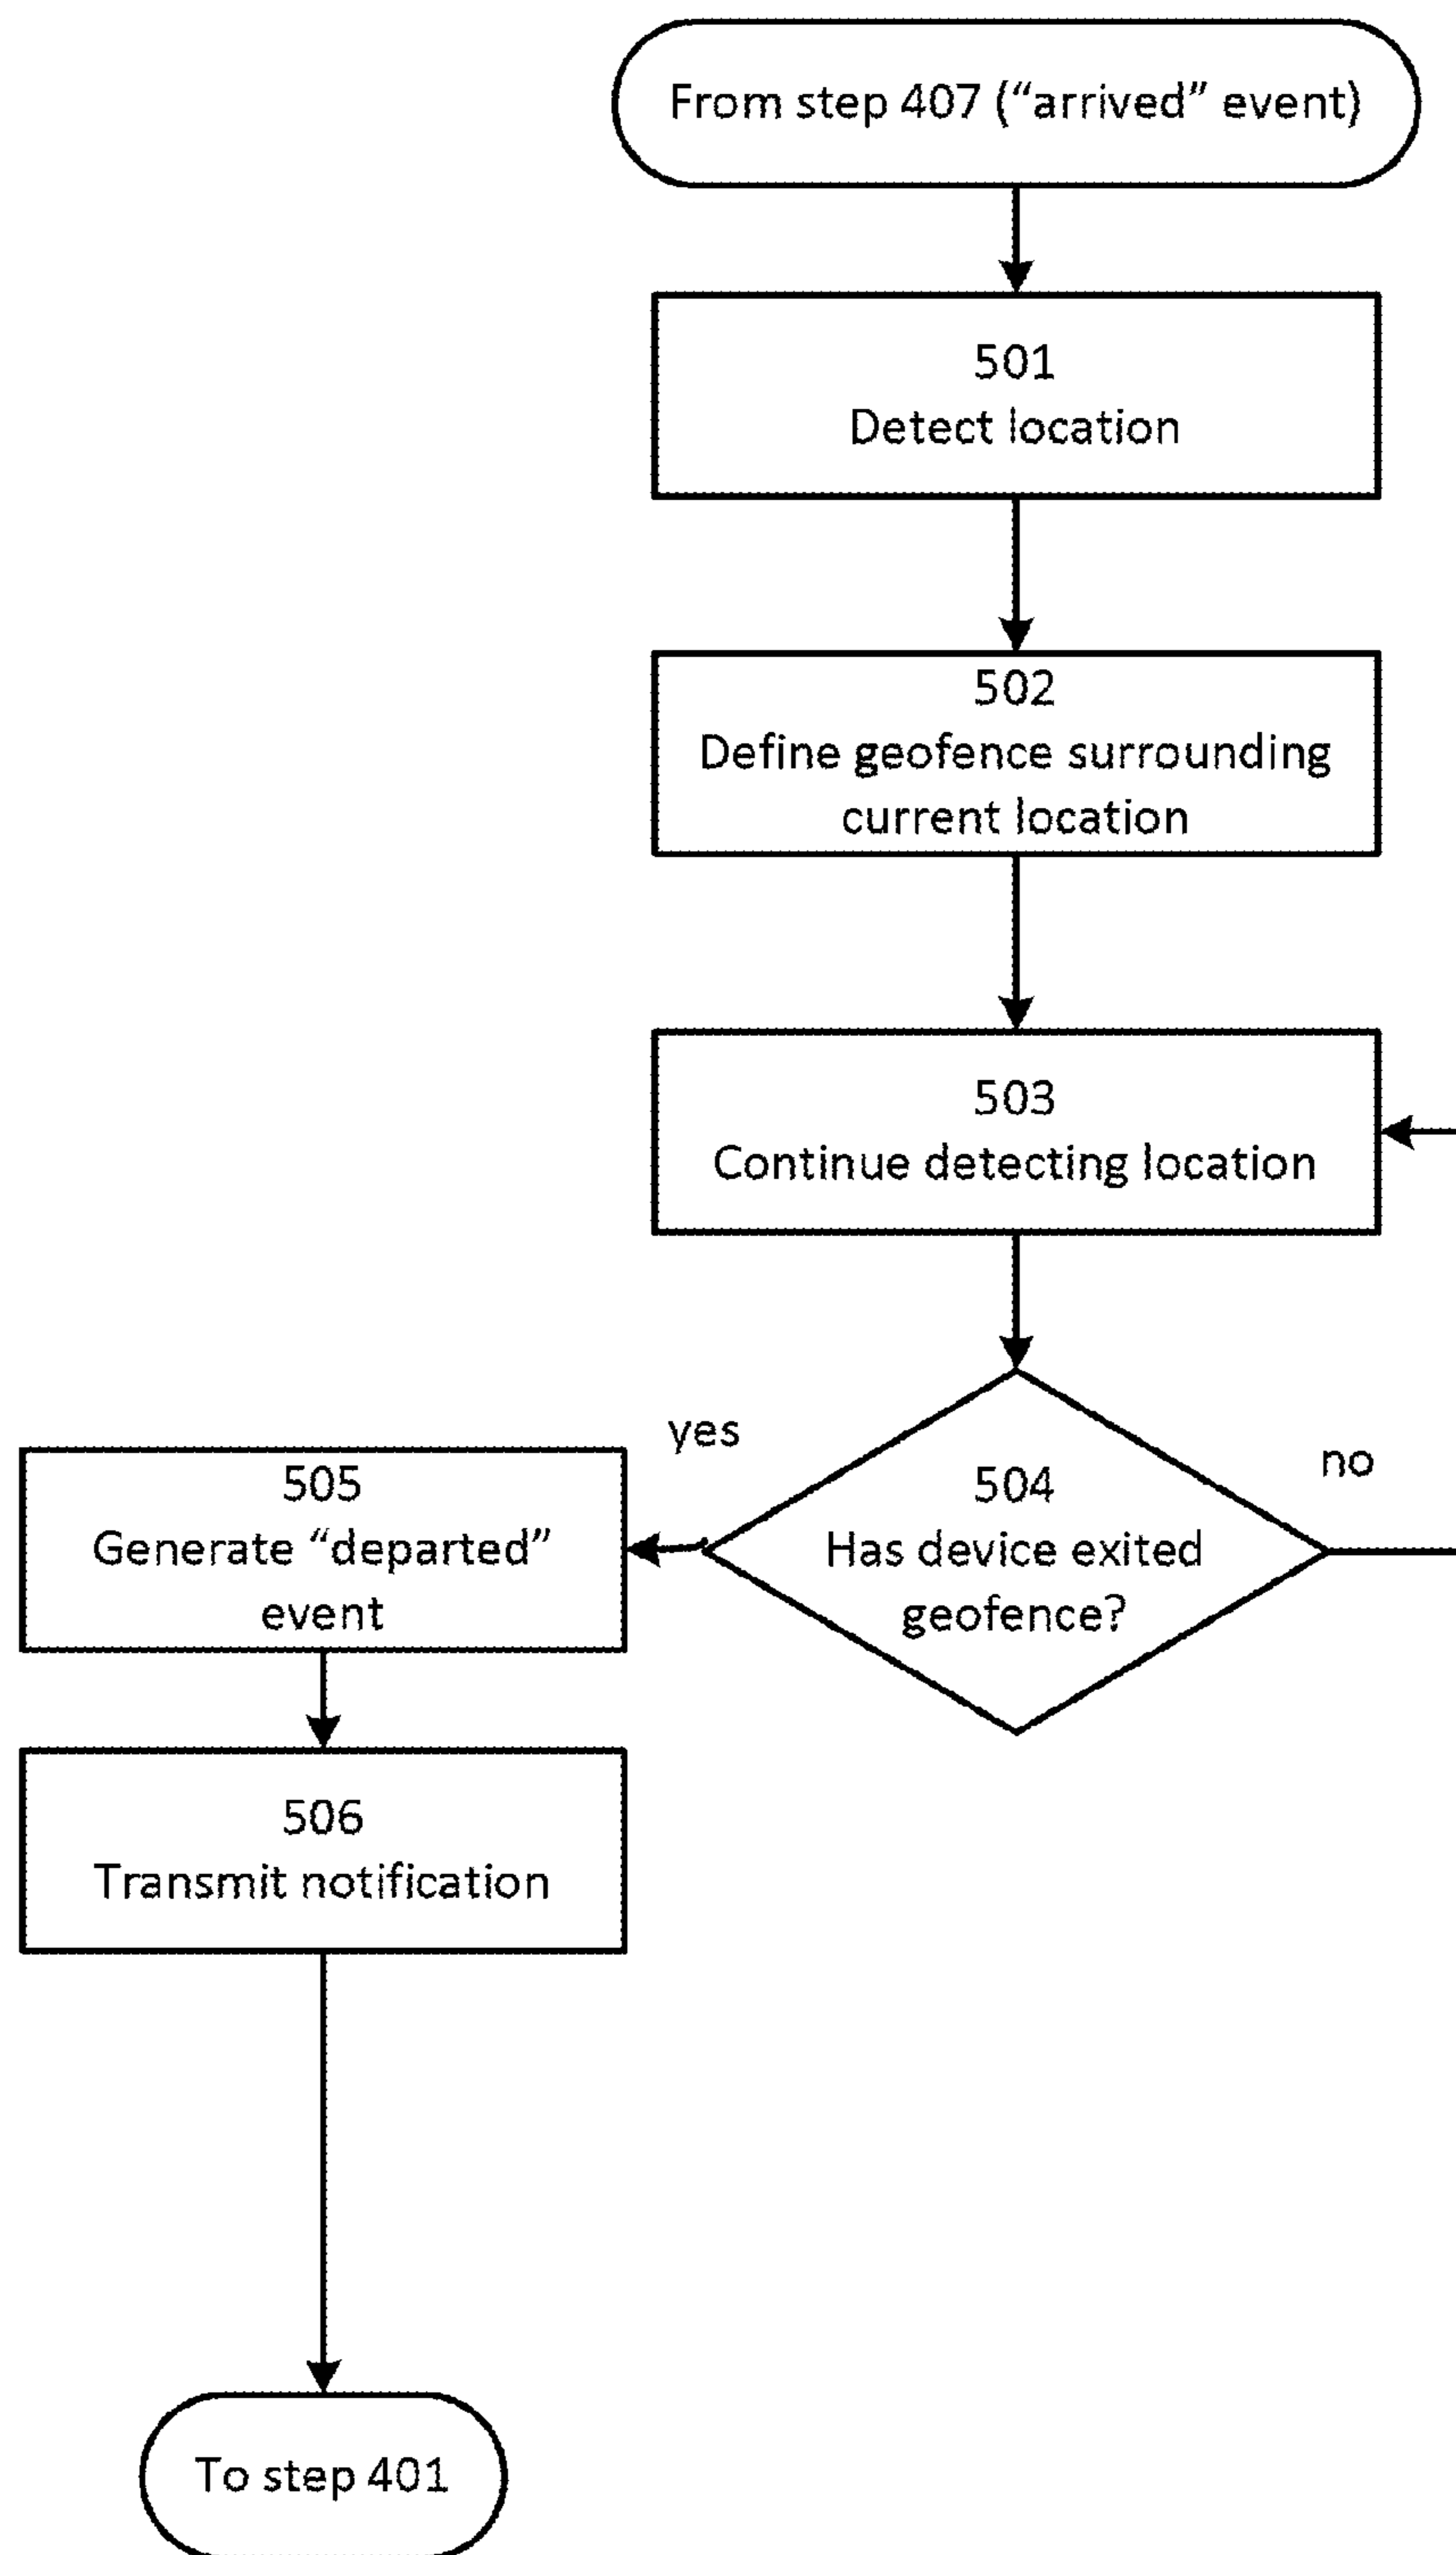 From step 407 (“arrived” event)
501
Detect location
502
Define geofence surrounding
current location
503
Continue detecting location
yes
no
504
Has device exited
geofence?
505
Generate “departed”
event
506
Transmit notification
To step 401